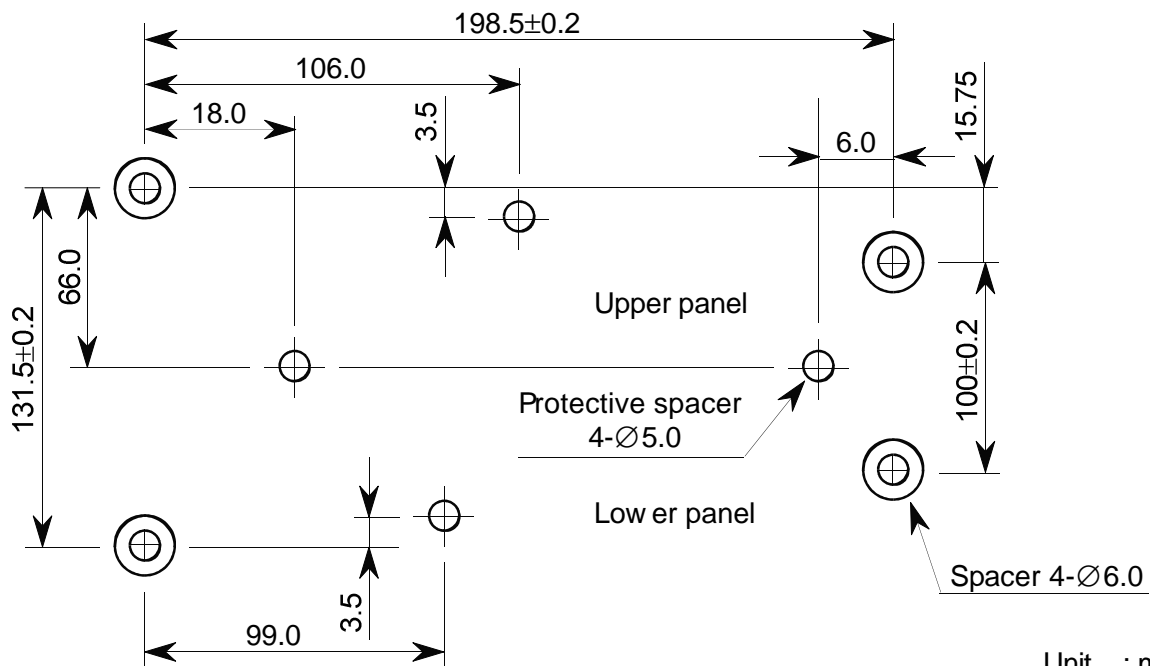 198.5±0.2
106.0
18.0
3.5
15.75
6.0
66.0
131.5±0.2
Upper panel
100±0.2
Protective spacer
4-∅5.0
Lower panel
Spacer 4-∅6.0
3.5
99.0
Unit :